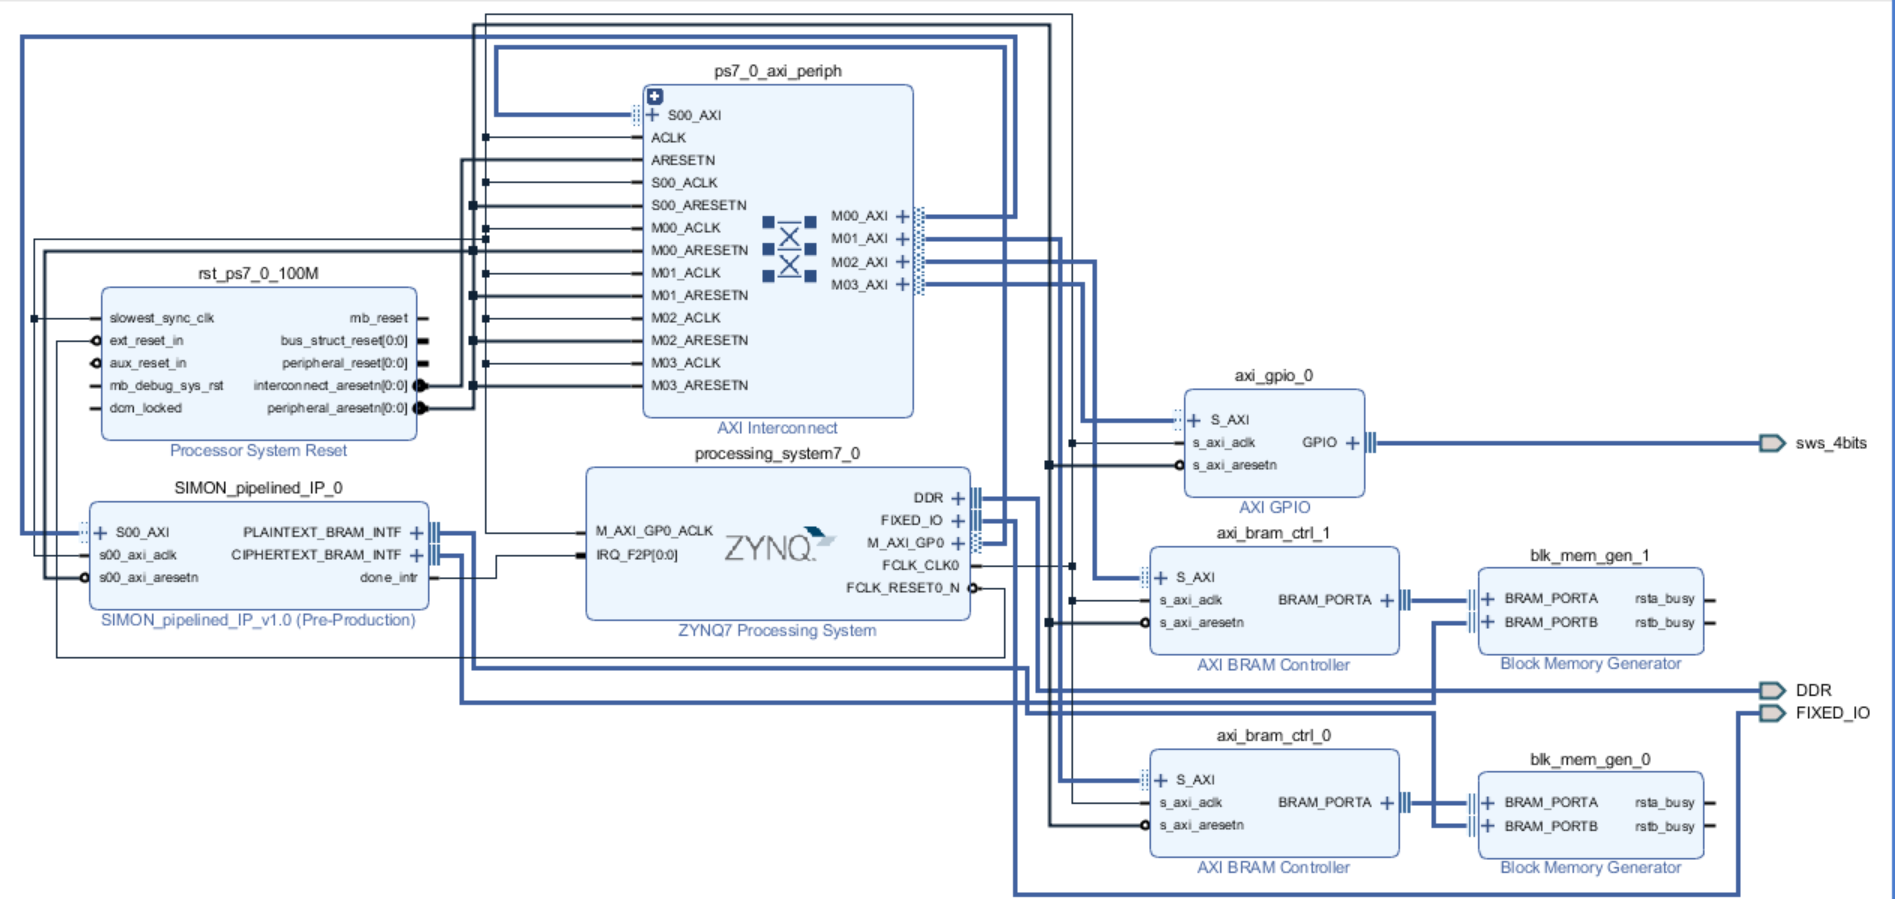 ps7_0_axi_periph
S00_AXI
ACLK
ARESETN
S00_ACLK
S00_ARESETN
M00_ACLK
M00_ARESETN
M01_ACLK
M01_ARESETN
M02_ACLK
M02_ARESETN
M03_ACLK
M03_ARESETN
M00_AXI
M01_AXI
M02_AXI
M03_AXI
AXI Interconnect
rst_ps7_0_100M
slowest_sync_clk
ext_reset_in
aux_reset_in
mb_debug_sys_rst
dcm_locked
mb_reset
bus_struct_reset[0:0]
peripheral_reset[0:0]
interconnect_aresetn[0:0]
peripheral_aresetn[0:0]
Processor System Reset
SIMON_pipelined_IP_0
S00_AXI
s00_axi_aclk
s00_axi_aresetn
PLAINTEXT_BRAM_INTF
CIPHERTEXT_BRAM_INTF
done_intr
SIMON_pipelined_IP_v1.0 (Pre-Production)
processing_system7_0
M_AXI_GP0_ACLK
IRQ_F2P[0:0]
ZYNQ
DDR
FIXED_IO
M_AXI_GP0
FCLK_CLK0
FCLK_RESET0_N
ZYNQ7 Processing System
axi_gpio_0
S_AXI
s_axi_aclk
s_axi_aresetn
GPIO
AXI GPIO
sws_4bits
axi_bram_ctrl_1
S_AXI
s_axi_aclk
s_axi_aresetn
BRAM_PORTA
AXI BRAM Controller
blk_mem_gen_1
BRAM_PORTA
BRAM_PORTB
rsta_busy
rstb_busy
Block Memory Generator
DDR
FIXED_IO
axi_bram_ctrl_0
S_AXI
s_axi_aclk
s_axi_aresetn
BRAM_PORTA
AXI BRAM Controller
blk_mem_gen_0
BRAM_PORTA
BRAM_PORTB
rsta_busy
rstb_busy
Block Memory Generator